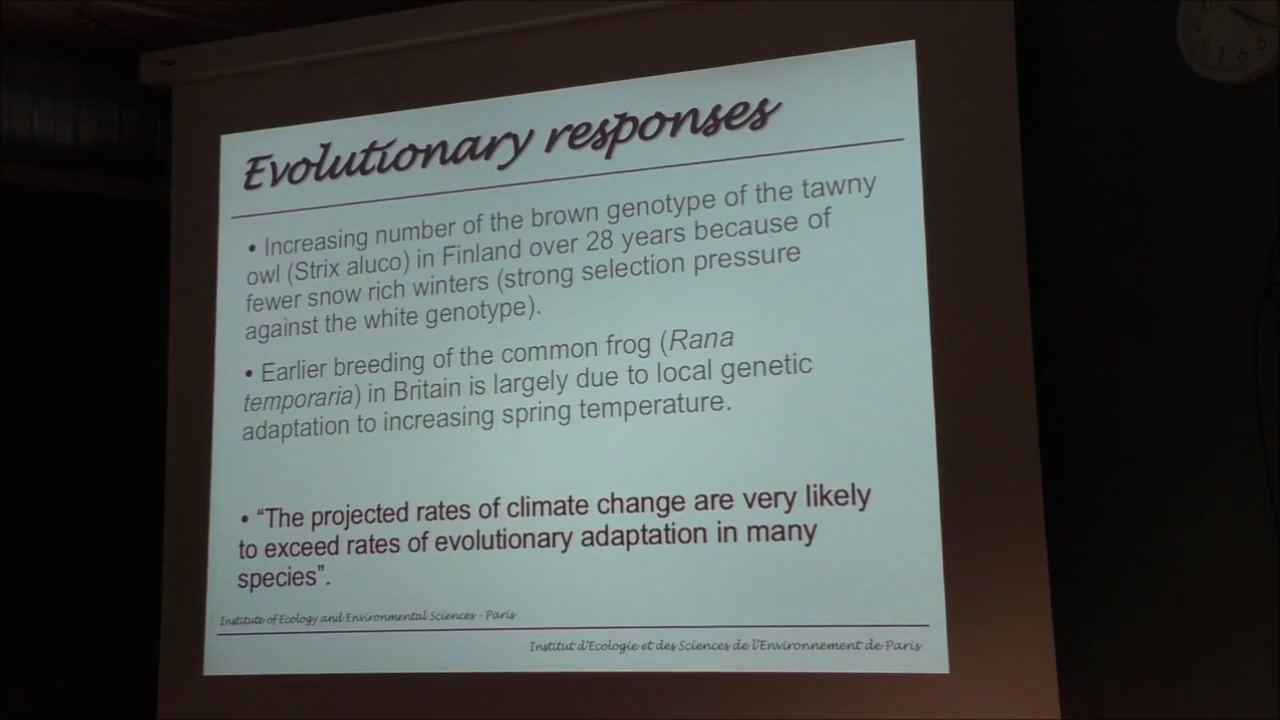 Evolutionary responses
• Increasing number of the brown genotype of the tawny
owl (Strix aluco) in Finland over 28 years because of
fewer snow rich winters (strong selection pressure
against the white genotype).
• Earlier breeding of the common frog (Rana
temporaria) in Britain is largely due to local genetic
adaptation to increasing spring temperature.
• “The projected rates of climate change are very likely
to exceed rates of evolutionary adaptation in many
species”.
Institute of Ecology and Environmental Sciences - Paris
Institut d'Ecologie et des Sciences de l'Environnement de Paris